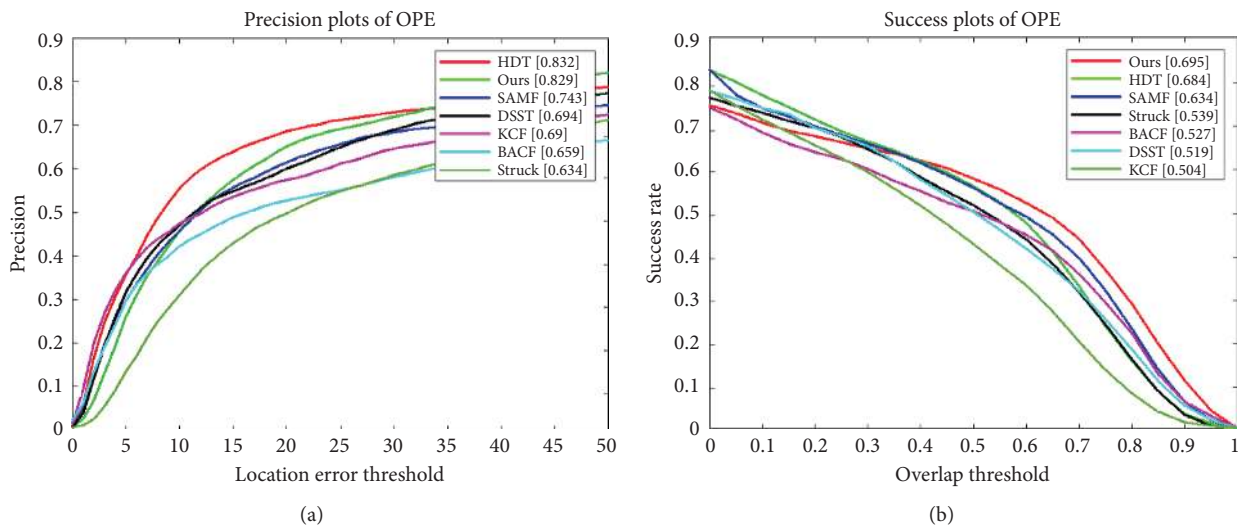 Precision plots of OPE
0.9
0.8
0.7
0.6
0.5
0.4
0.3
0.2
0.1
0
Precision
HDT [0.832]
Ours [0.829]
SAMF [0.743]
DSST [0.694]
KCF [0.69]
BACF [0.659]
Struck [0.634]
0 5 10 15 20 25 30 35 40 45 50
Location error threshold
(a)
Success plots of OPE
0.9
0.8
0.7
0.6
0.5
0.4
0.3
0.2
0.1
0
Success rate
Ours [0.695]
HDT [0.684]
SAMF [0.634]
Struck [0.539]
BACF [0.527]
DSST [0.519]
KCF [0.504]
0 0.1 0.2 0.3 0.4 0.5 0.6 0.7 0.8 0.9 1
Overlap threshold
(b)